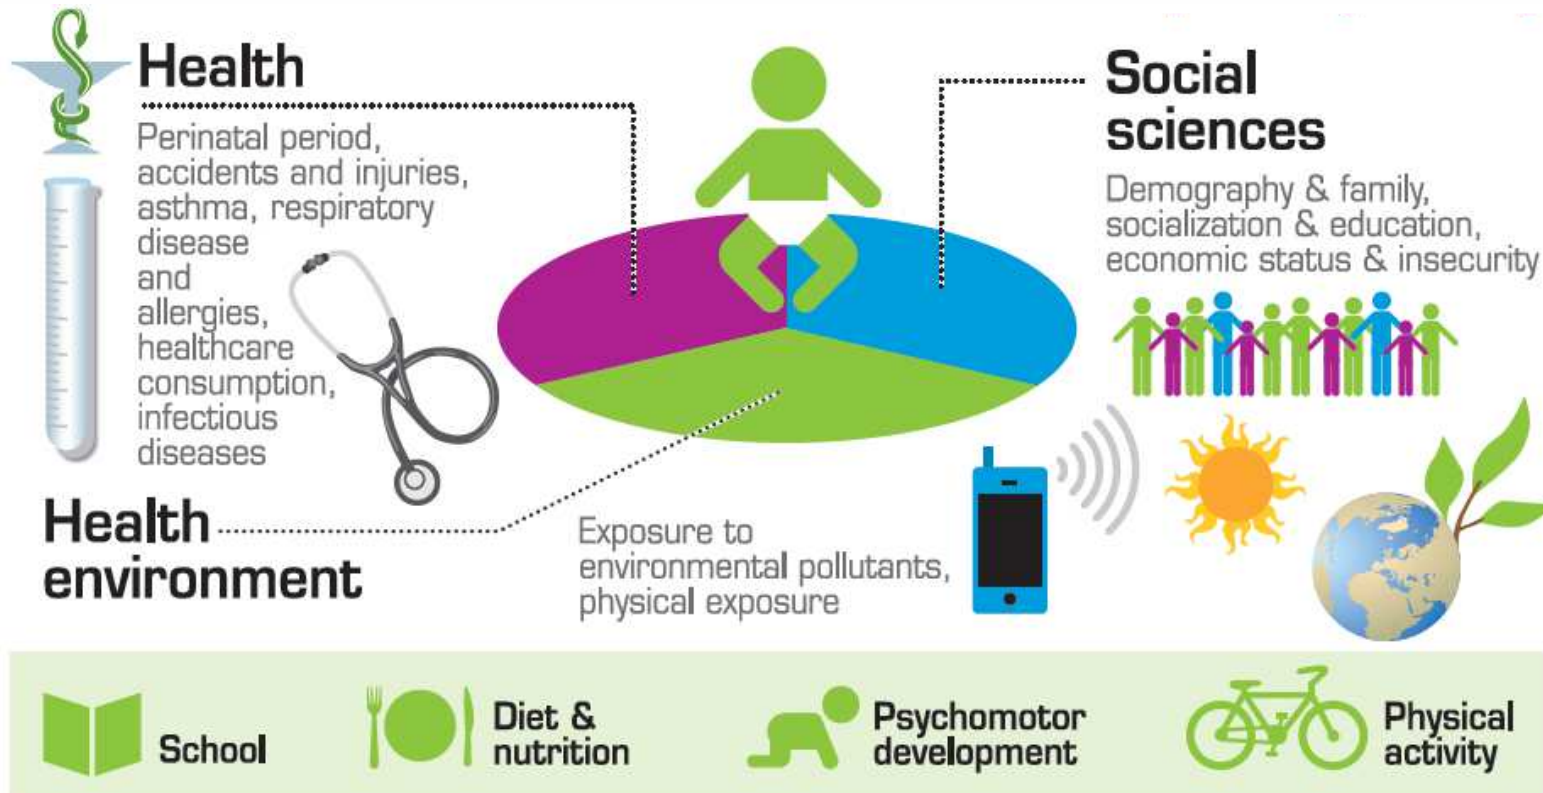 Health
Perinatal period,
accidents and injuries,
asthma, respiratory
disease
and
allergies,
healthcare
consumption,
infectious
diseases
Social
sciences
Demography & family,
socialization & education,
economic status & insecurity
Health
environment
Exposure to
environmental pollutants,
physical exposure
School
Diet &
nutrition
Psychomotor
development
Physical
activity